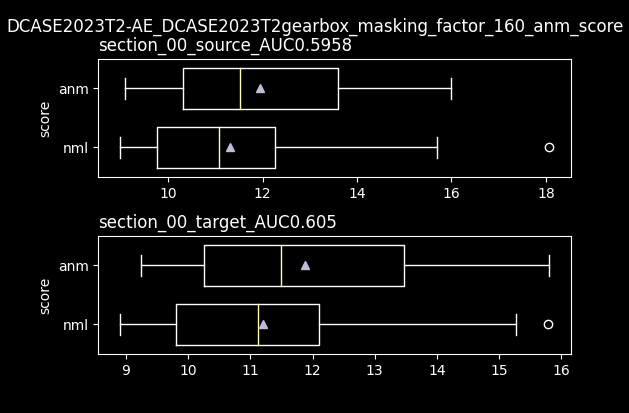 DCASE2023T2-AE_DCASE2023T2gearbox_masking_factor_160_anm_score
section_00_source_AUC0.5958
anm
nml
score
10 12 14 16 18
section_00_target_AUC0.605
anm
nml
score
9 10 11 12 13 14 15 16